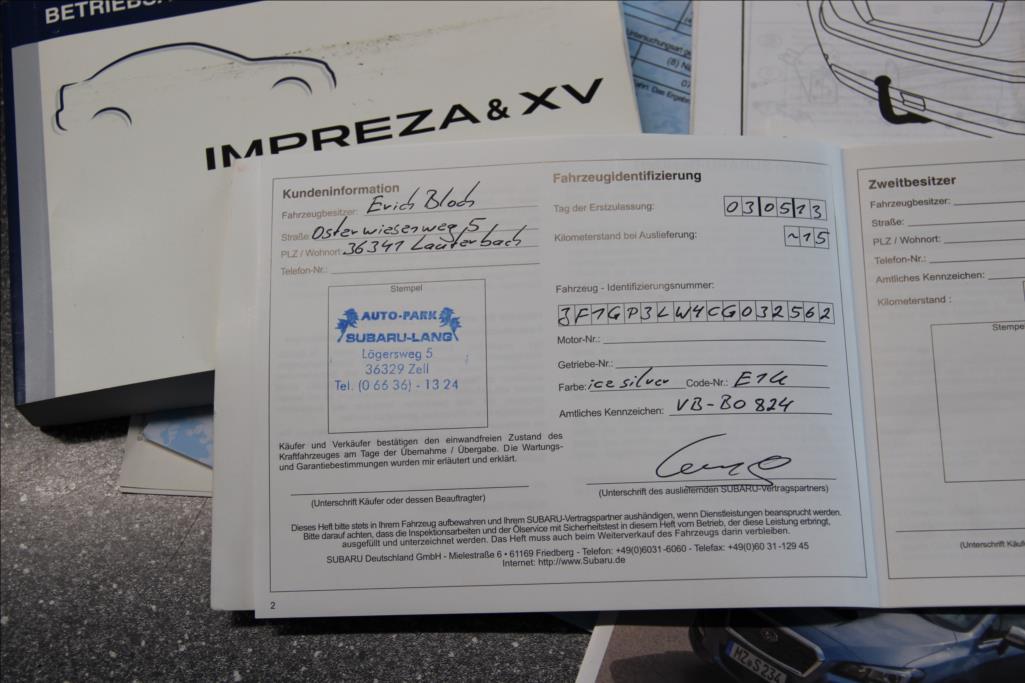 IMPREZA & XV
Kundeninformation
Fahrzeugbesitzer: Erich Bloch
Straße Osterwiesenweg 5
PLZ / Wohnort: 36341 Lauterbach
Telefon-Nr.:
Stempel
AUTO-PARK
SUBARU-LANG
Lögersweg 5
36329 Zell
Tel. (0 66 36) - 13 24
Käufer und Verkäufer bestätigen den einwandfreien Zustand des
Kraftfahrzeuges am Tage der Übernahme / Übergabe. Die Wartungs-
und Garantiebestimmungen wurden mir erläutert und erklärt.
(Unterschrift Käufer oder dessen Beauftragter)
Fahrzeugidentifizierung
Tag der Erstzulassung: 030513
Kilometerstand bei Auslieferung: ~15
Fahrzeug - Identifizierungsnummer:
JF1GP3LW4CG032562
Motor-Nr.:
Getriebe-Nr.:
Farbe: ice silver Code-Nr.: E14
Amtliches Kennzeichen: VB-BO 824
(Unterschrift des ausliefernden SUBARU-Vertragspartners)
Dieses Heft bitte stets in Ihrem Fahrzeug aufbewahren und Ihrem SUBARU-Vertragspartner aushändigen, wenn Dienstleistungen beansprucht werden.
Bitte darauf achten, dass die Inspektionsarbeiten und der Ölservice mit Sicherheitstest in diesem Heft vom Betrieb, der diese Leistung erbringt,
ausgefüllt und unterzeichnet werden. Das Heft muss auch beim Weiterverkauf des Fahrzeugs darin verbleiben.
SUBARU Deutschland GmbH - Mielestraße 6 • 61169 Friedberg - Telefon: +49(0)6031-6060 - Telefax: +49(0)60 31-129 45
Internet: http://www.Subaru.de
2
Zweitbesitzer
Fahrzeugbesitzer:
Straße:
PLZ / Wohnort:
Telefon-Nr.:
Amtliches Kennzeichen:
Kilometerstand :
Stempe
(Unterschrift Käuf
MZ S 234